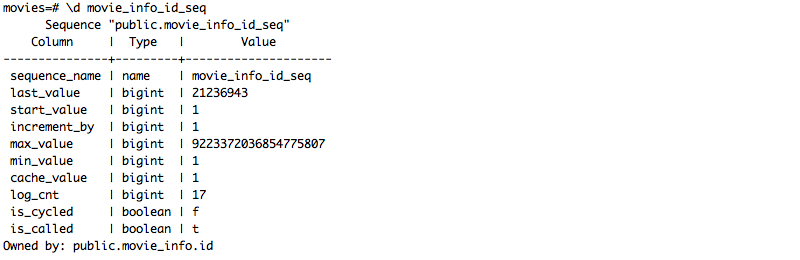 movies=# \d movie_info_id_seq
      Sequence "public.movie_info_id_seq"
    Column     |  Type   |        Value
---------------+---------+---------------------
 sequence_name | name    | movie_info_id_seq
 last_value    | bigint  | 21236943
 start_value   | bigint  | 1
 increment_by  | bigint  | 1
 max_value     | bigint  | 9223372036854775807
 min_value     | bigint  | 1
 cache_value   | bigint  | 1
 log_cnt       | bigint  | 17
 is_cycled     | boolean | f
 is_called     | boolean | t
Owned by: public.movie_info.id